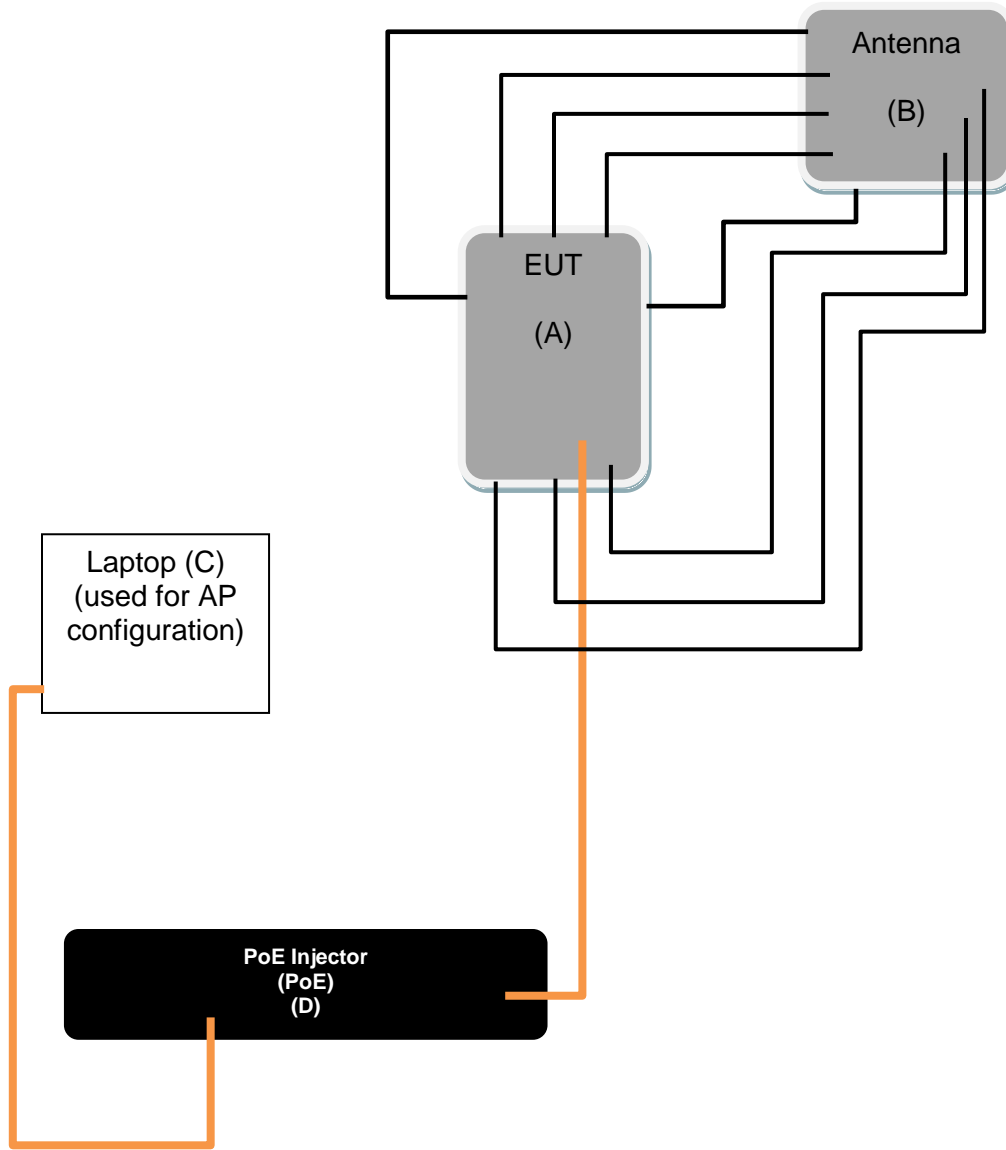 Antenna
(B)
EUT
(A)
Laptop (C)
(used for AP
configuration)
PoE Injector
(PoE)
(D)